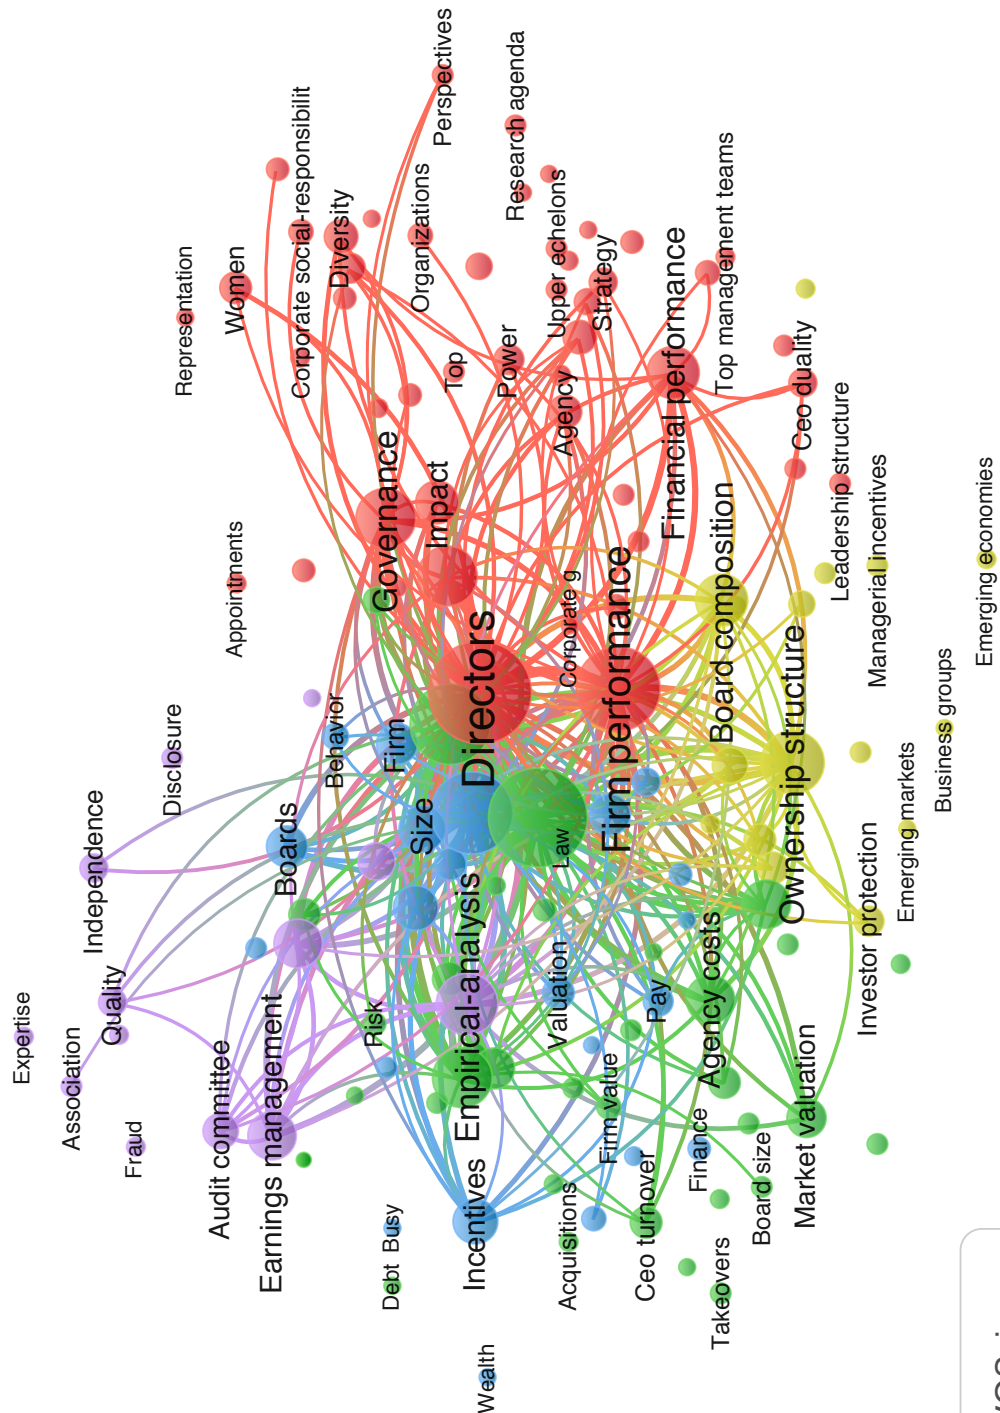 Expertise
Association
Fraud
Quality
Independence
Disclosure
Representation
Women
Appointments
Audit committee
Earnings management
Boards
Corporate social-responsibilit
Diversity
Behavior
Risk
Firm
Governance
Size
Debt
Busy
Impact
Organizations
Perspectives
Top
Empirical-analysis
Directors
Incentives
Wealth
Power
Research agenda
Valuation
Law
Corporate g
Agency
Upper echelons
Strategy
Acquisitions
Firm value
Firm performance
Ceo turnover
Pay
Financial performance
Finance
Agency costs
Board composition
Top management teams
Takeovers
Board size
Market valuation
Ownership structure
Ceo duality
Leadership structure
Investor protection
Managerial incentives
Emerging markets
Business groups
Emerging economies